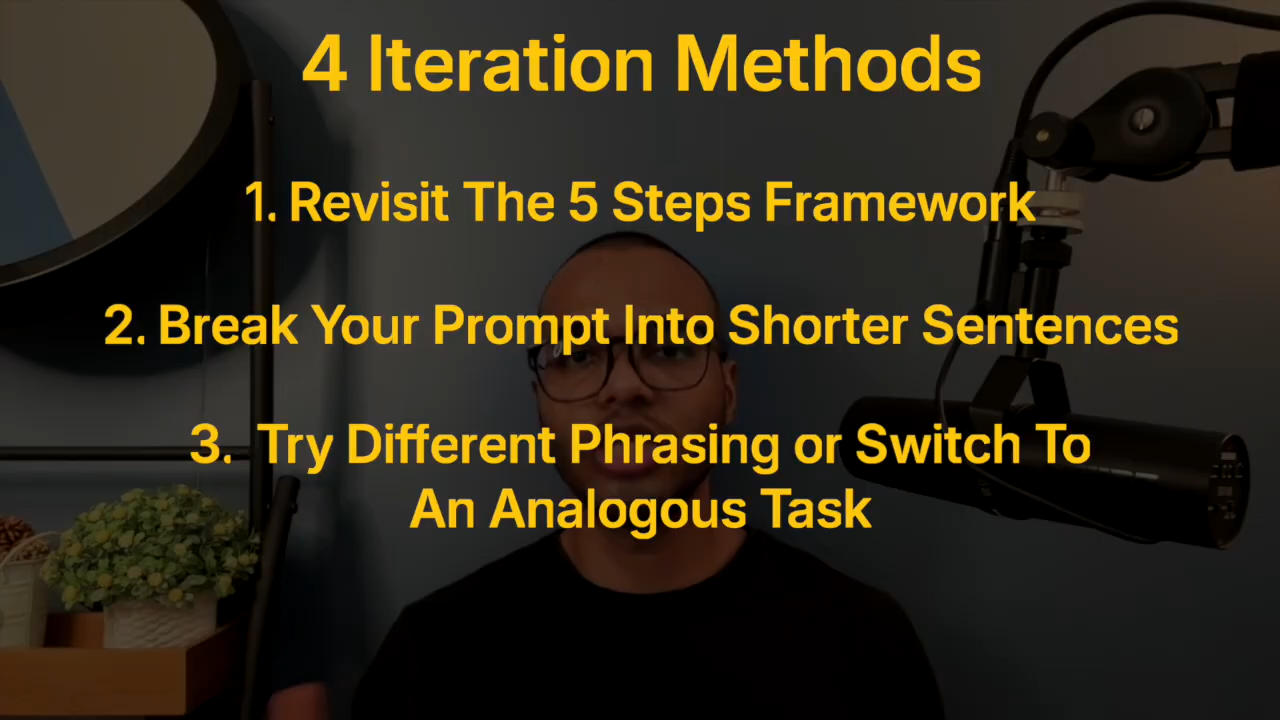 4 Iteration Methods
1. Revisit The 5 Steps Framework
2. Break Your Prompt Into Shorter Sentences
3. Try Different Phrasing or Switch To
An Analogous Task